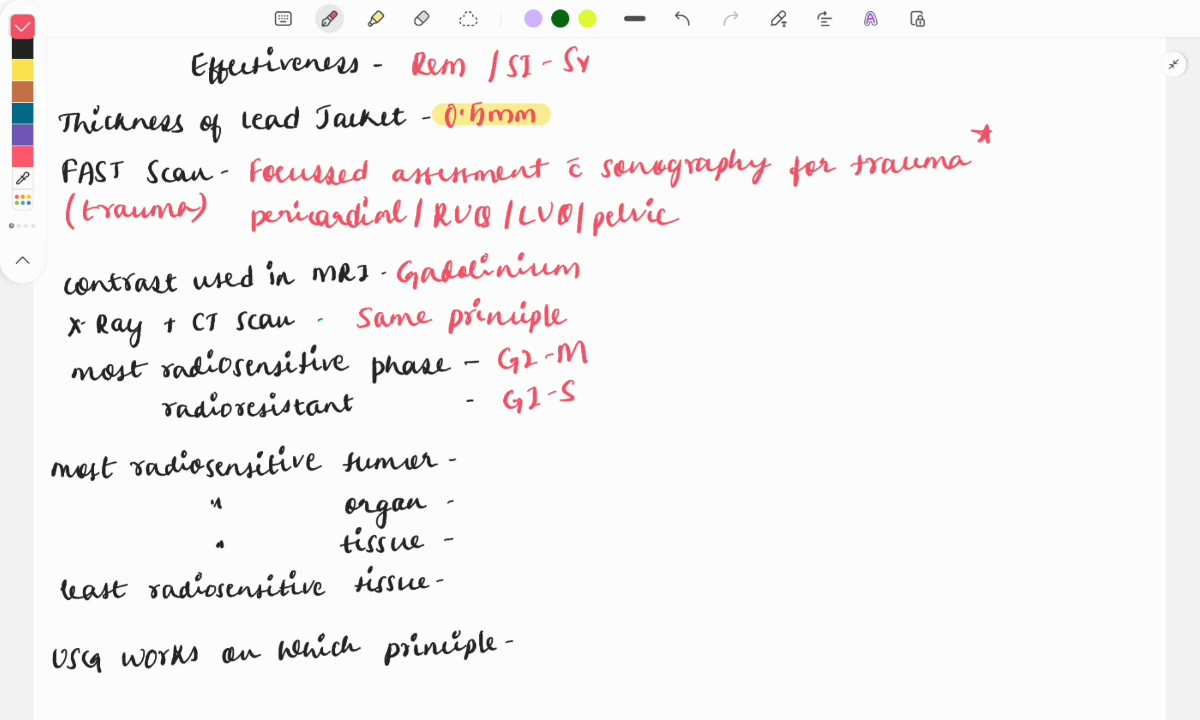 Effectiveness - Rem / SI - Sv
Thickness of Lead Jacket - 0.5mm
FAST Scan - Focussed assessment c̄ sonography for trauma ★
(trauma) pericardial / RUQ / LUQ / pelvic
contrast used in MRI - Gadolinium
X-Ray + CT scan - Same principle
most radiosensitive phase - G2-M
radioresistant - G1-S
most radiosensitive tumor -
" organ -
" tissue -
least radiosensitive tissue -
USG works on which principle -